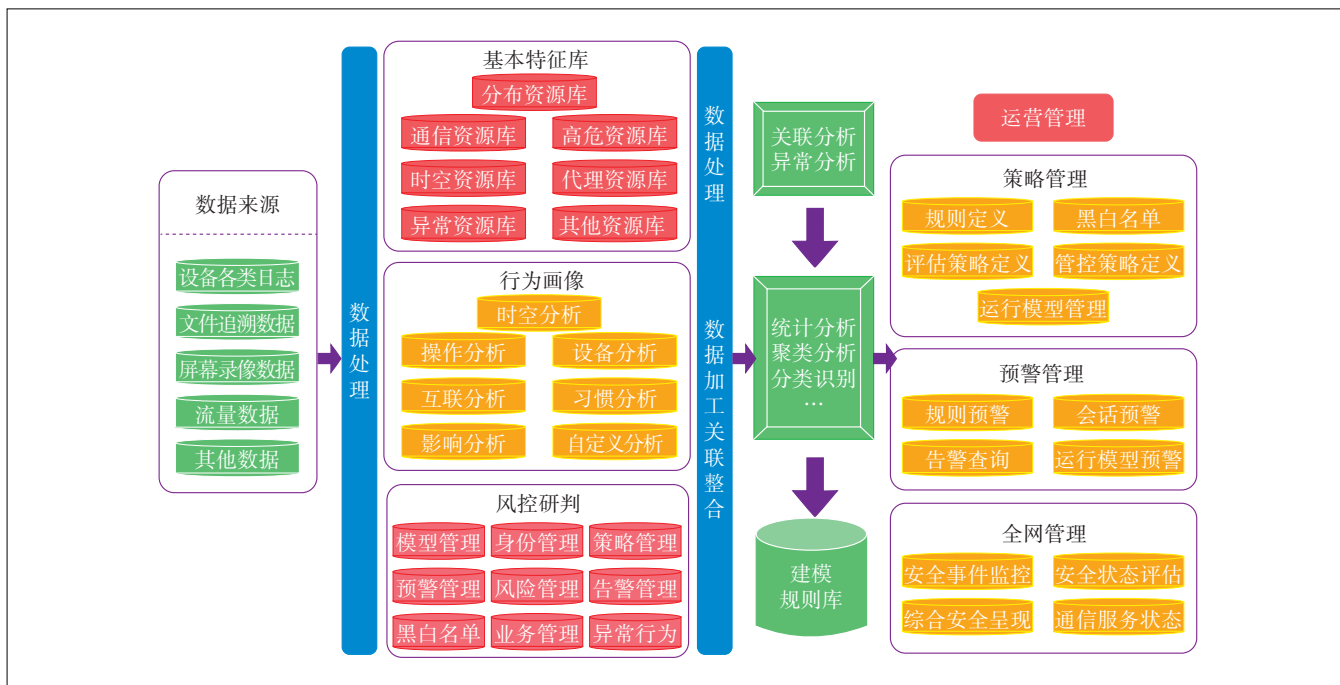 数据来源
设备各类日志
文件追溯数据
屏幕录像数据
流量数据
其他数据
数据处理
基本特征库
分布资源库
通信资源库
高危资源库
时空资源库
代理资源库
异常资源库
其他资源库
行为画像
时空分析
操作分析
设备分析
互联分析
习惯分析
影响分析
自定义分析
风控研判
模型管理
身份管理
策略管理
预警管理
风险管理
告警管理
黑白名单
业务管理
异常行为
数据处理
数据加工关联整合
关联分析
异常分析
统计分析
聚类分析
分类识别
…
建模
规则库
运营管理
策略管理
规则定义
黑白名单
评估策略定义
管控策略定义
运行模型管理
预警管理
规则预警
会话预警
告警查询
运行模型预警
全网管理
安全事件监控
安全状态评估
综合安全呈现
通信服务状态